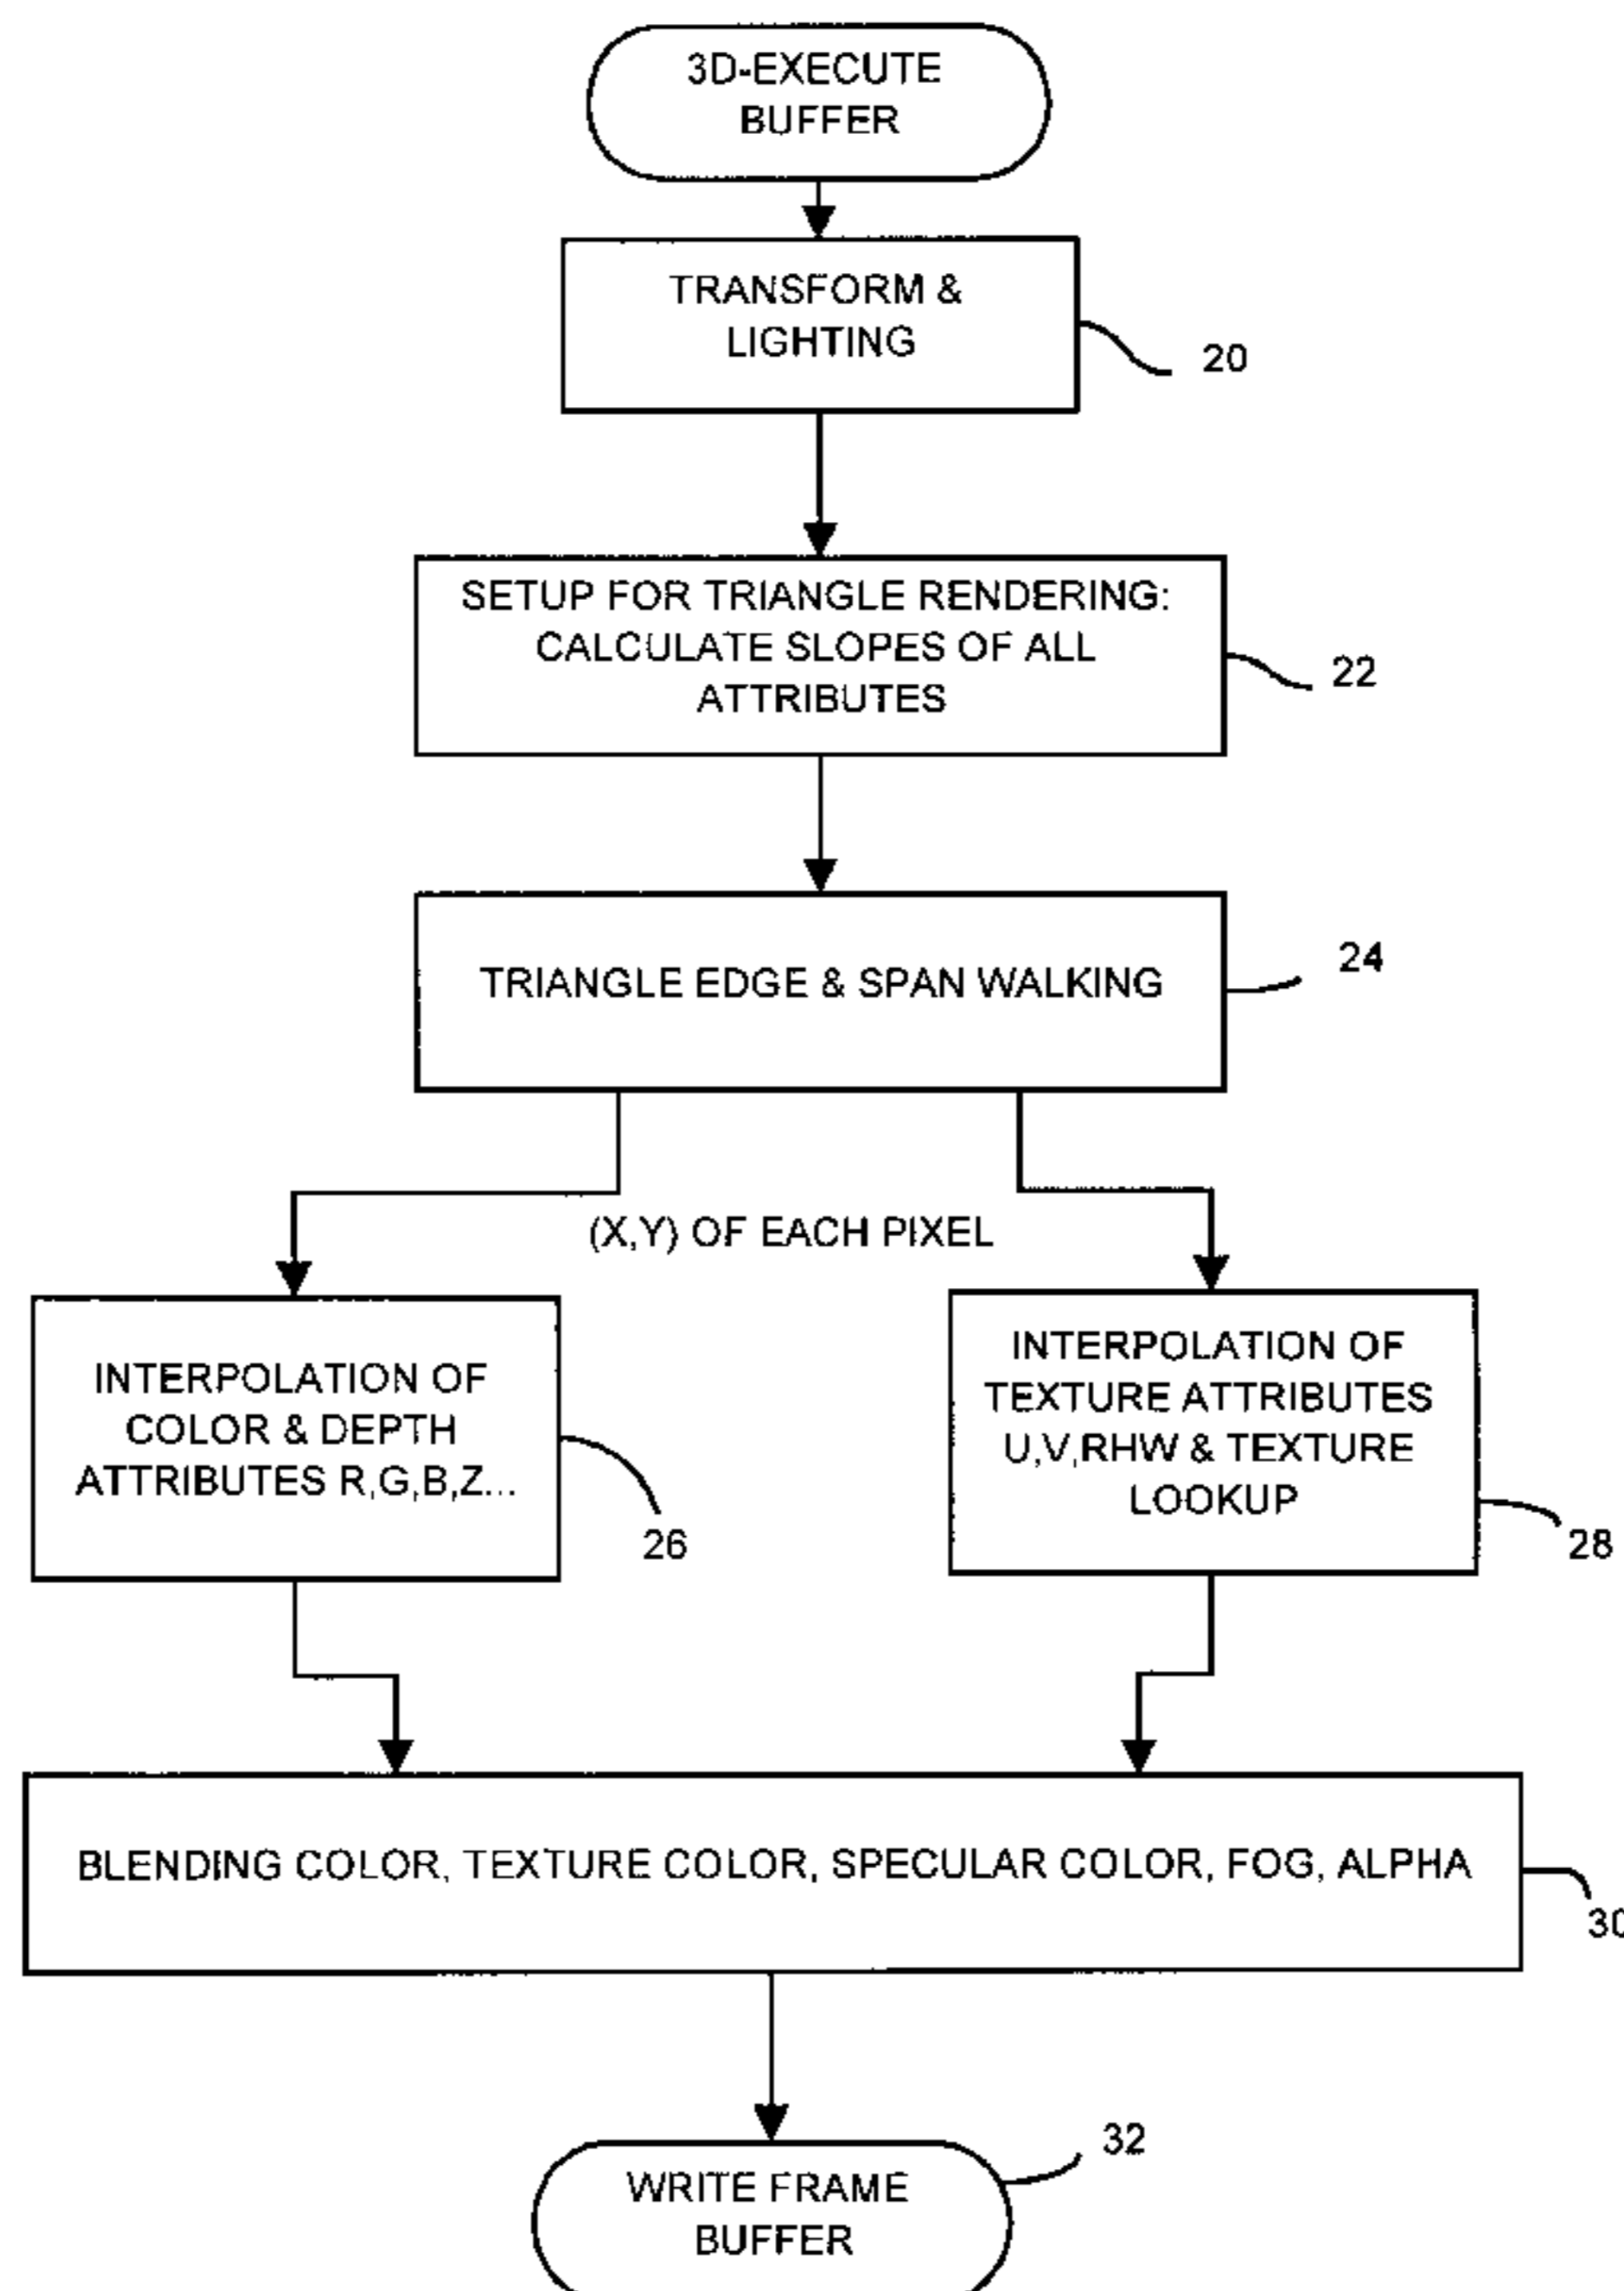 3D-EXECUTE
BUFFER
TRANSFORM &
LIGHTING
20
SETUP FOR TRIANGLE RENDERING:
CALCULATE SLOPES OF ALL
ATTRIBUTES
22
TRIANGLE EDGE & SPAN WALKING
24
(X,Y) OF EACH PIXEL
INTERPOLATION OF
COLOR & DEPTH
ATTRIBUTES R,G,B,Z...
26
INTERPOLATION OF
TEXTURE ATTRIBUTES
U,V,RHW & TEXTURE
LOOKUP
28
BLENDING COLOR, TEXTURE COLOR, SPECULAR COLOR, FOG, ALPHA
30
32
WRITE FRAME
BUFFER